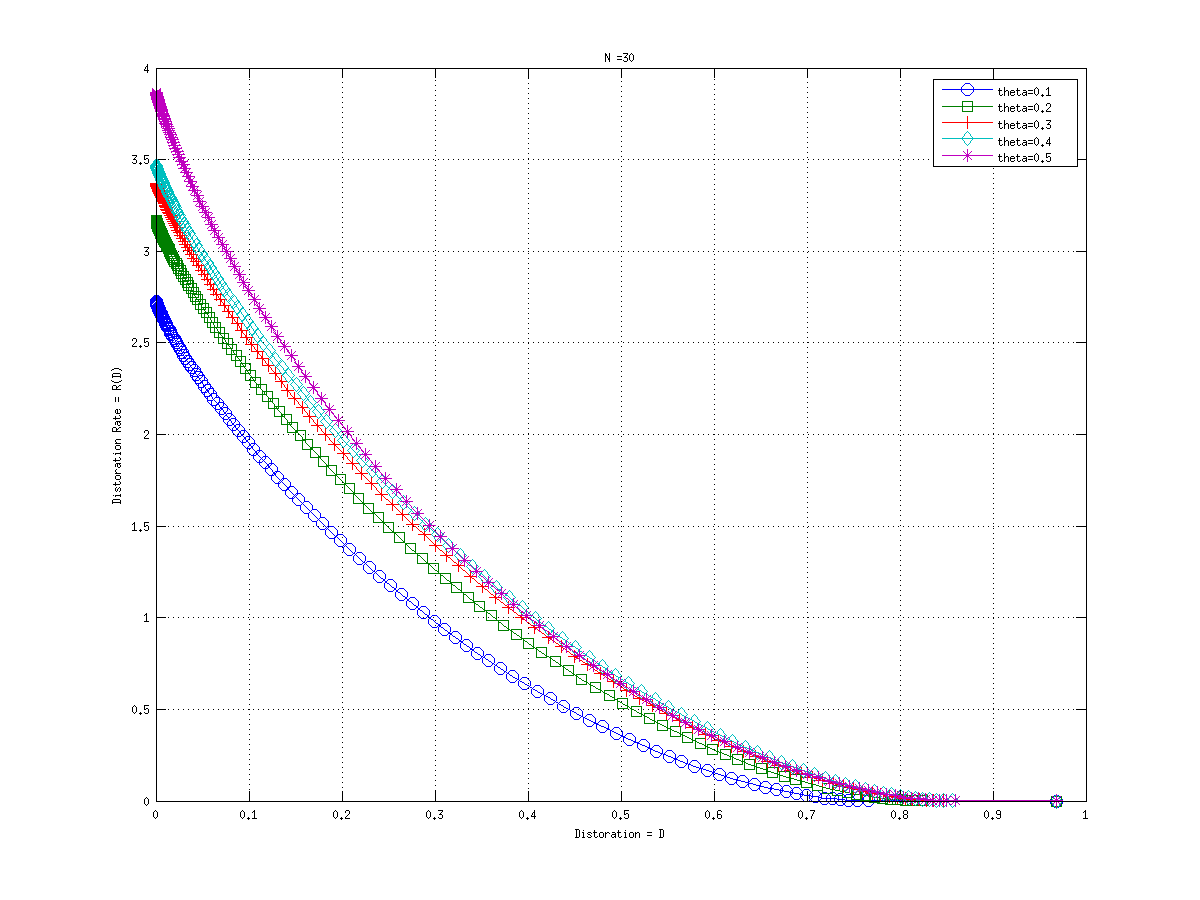 N =30
theta=0.1
theta=0.2
theta=0.3
theta=0.4
theta=0.5
4
3.5
3
2.5
2
1.5
1
0.5
0
Distoration Rate = R(D)
0 0.1 0.2 0.3 0.4 0.5 0.6 0.7 0.8 0.9 1
Distoration = D